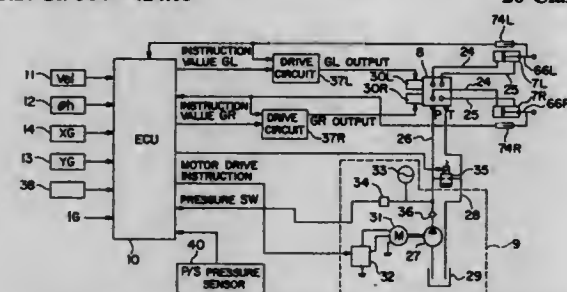 74L
INSTRUCTION VALUE GL
DRIVE CIRCUIT
GL OUTPUT
8
24
66L
11
Vel
37L
30L
30R
24
7L
12
θh
25
7R
INSTRUCTION VALUE GR
P T
25
66R
14
XG
ECU
DRIVE CIRCUIT
GR OUTPUT
37R
26
74R
13
YG
MOTOR DRIVE INSTRUCTION
33
35
38
34
28
PRESSURE SW
36
IG
31
M
9
40
27
10
32
29
P/S PRESSURE SENSOR